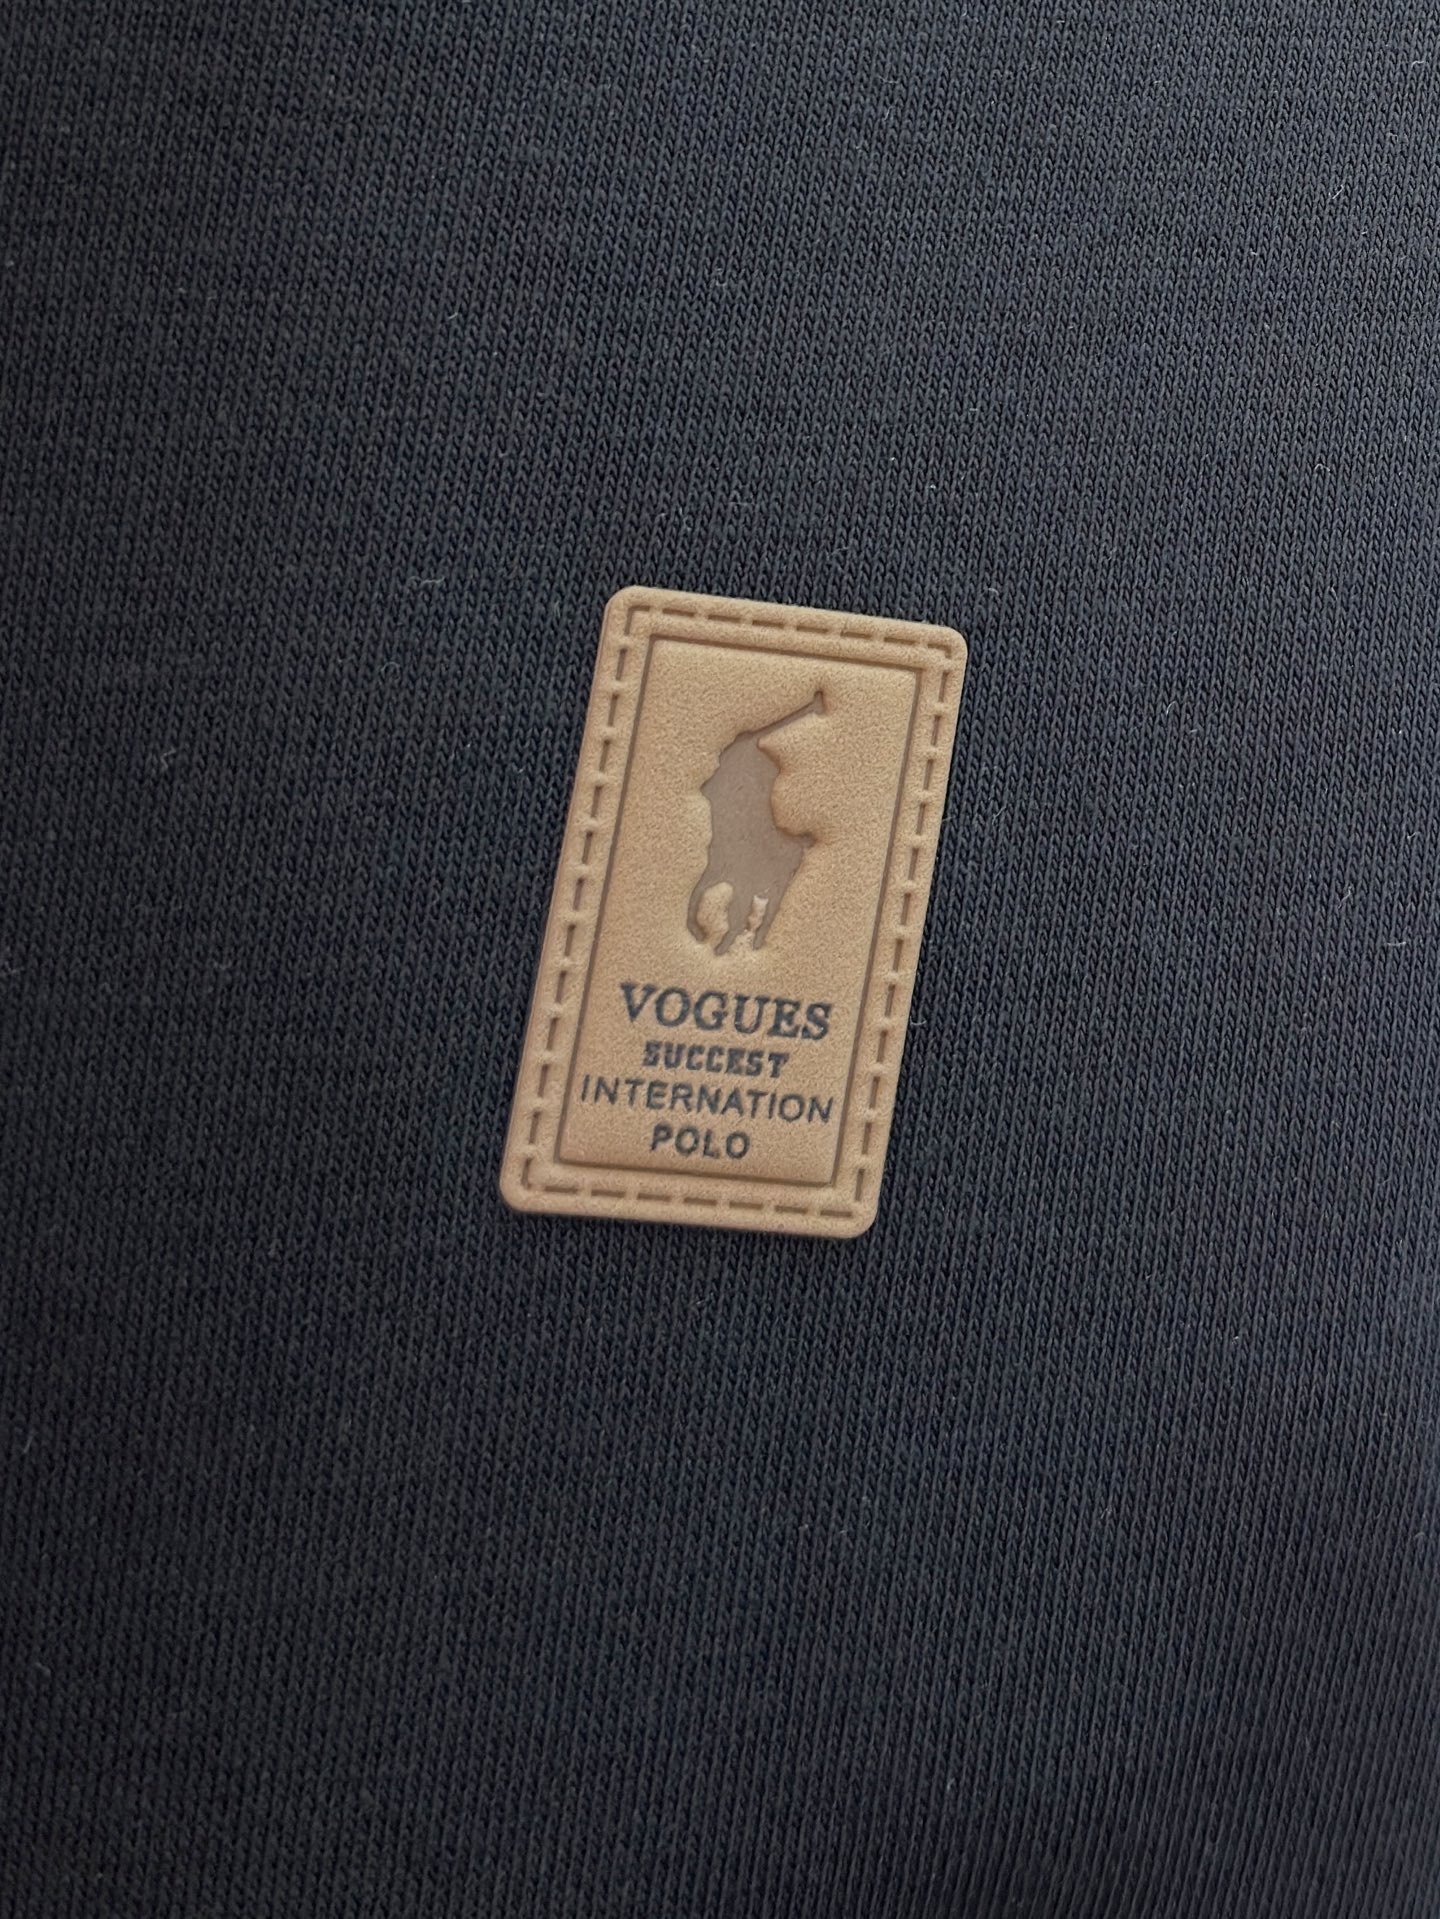 VOGUES
SUCCEST
INTERNATION
POLO